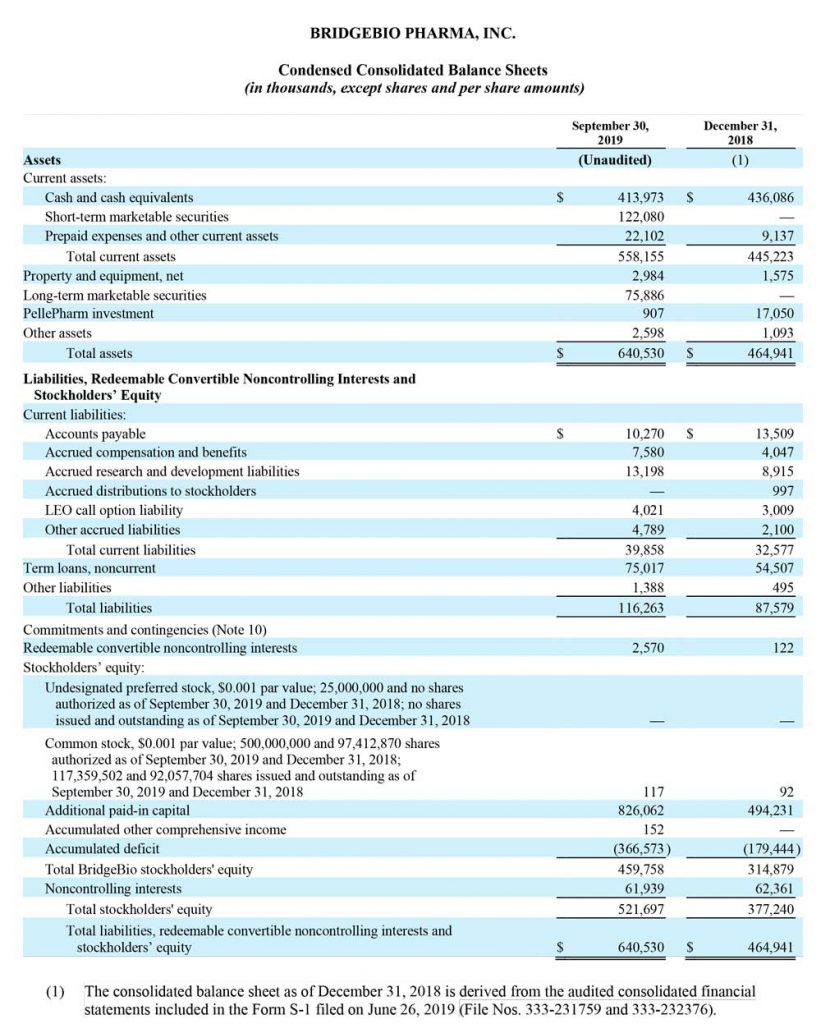 BRIDGEBIO PHARMA, INC.
Condensed Consolidated Balance Sheets
(in thousands, except shares and per share amounts)
September 30, December 31,
2019 2018
Assets (Unaudited) (1)
Current assets:
Cash and cash equivalents $ 413,973 $ 436,086
Short-term marketable securities 122,080 —
Prepaid expenses and other current assets 22,102 9,137
Total current assets 558,155 445,223
Property and equipment, net 2,984 1,575
Long-term marketable securities 75,886 —
PellePharm investment 907 17,050
Other assets 2,598 1,093
Total assets $ 640,530 $ 464,941
Liabilities, Redeemable Convertible Noncontrolling Interests and
Stockholders’ Equity
Current liabilities:
Accounts payable $ 10,270 $ 13,509
Accrued compensation and benefits 7,580 4,047
Accrued research and development liabilities 13,198 8,915
Accrued distributions to stockholders — 997
LEO call option liability 4,021 3,009
Other accrued liabilities 4,789 2,100
Total current liabilities 39,858 32,577
Term loans, noncurrent 75,017 54,507
Other liabilities 1,388 495
Total liabilities 116,263 87,579
Commitments and contingencies (Note 10)
Redeemable convertible noncontrolling interests 2,570 122
Stockholders’ equity:
Undesignated preferred stock, $0.001 par value; 25,000,000 and no shares
authorized as of September 30, 2019 and December 31, 2018; no shares
issued and outstanding as of September 30, 2019 and December 31, 2018 — —
Common stock, $0.001 par value; 500,000,000 and 97,412,870 shares
authorized as of September 30, 2019 and December 31, 2018;
117,359,502 and 92,057,704 shares issued and outstanding as of
September 30, 2019 and December 31, 2018 117 92
Additional paid-in capital 826,062 494,231
Accumulated other comprehensive income 152 —
Accumulated deficit (366,573) (179,444)
Total BridgeBio stockholders' equity 459,758 314,879
Noncontrolling interests 61,939 62,361
Total stockholders' equity 521,697 377,240
Total liabilities, redeemable convertible noncontrolling interests and
stockholders’ equity $ 640,530 $ 464,941
(1) The consolidated balance sheet as of December 31, 2018 is derived from the audited consolidated financial
statements included in the Form S-1 filed on June 26, 2019 (File Nos. 333-231759 and 333-232376).